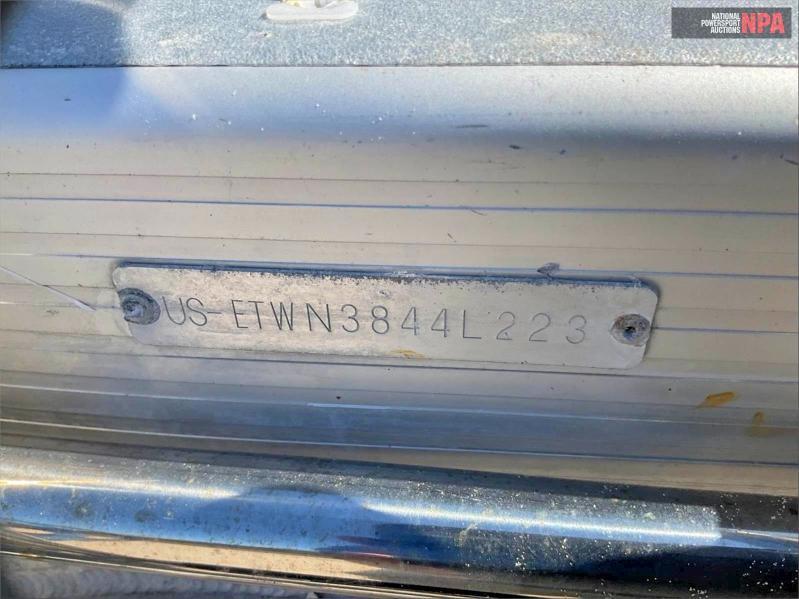 NATIONAL
POWERSPORT
AUCTIONS
NPA
US-ETWN3844L223